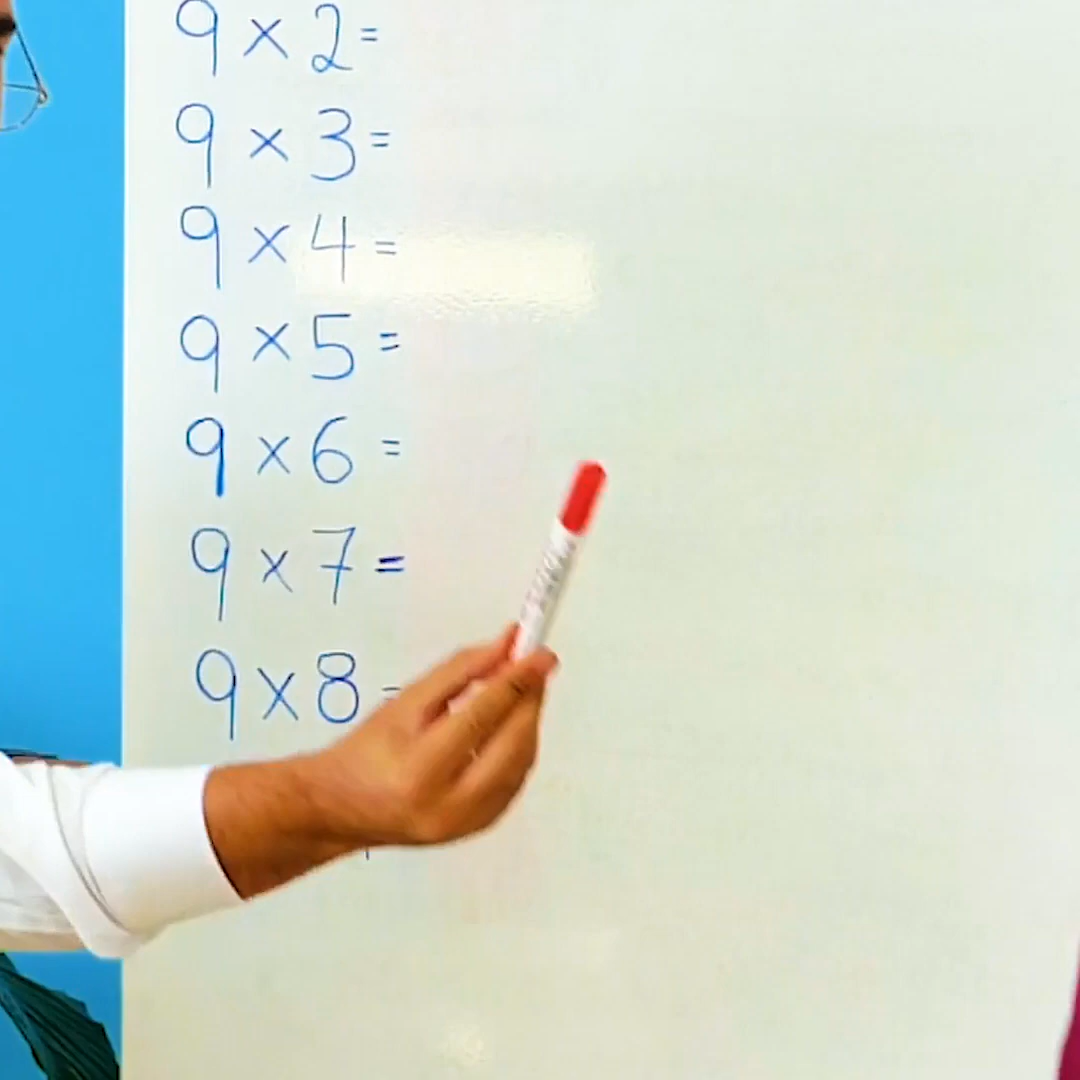 9 × 2 =
9 × 3 =
9 × 4 =
9 × 5 =
9 × 6 =
9 × 7 =
9 × 8 =